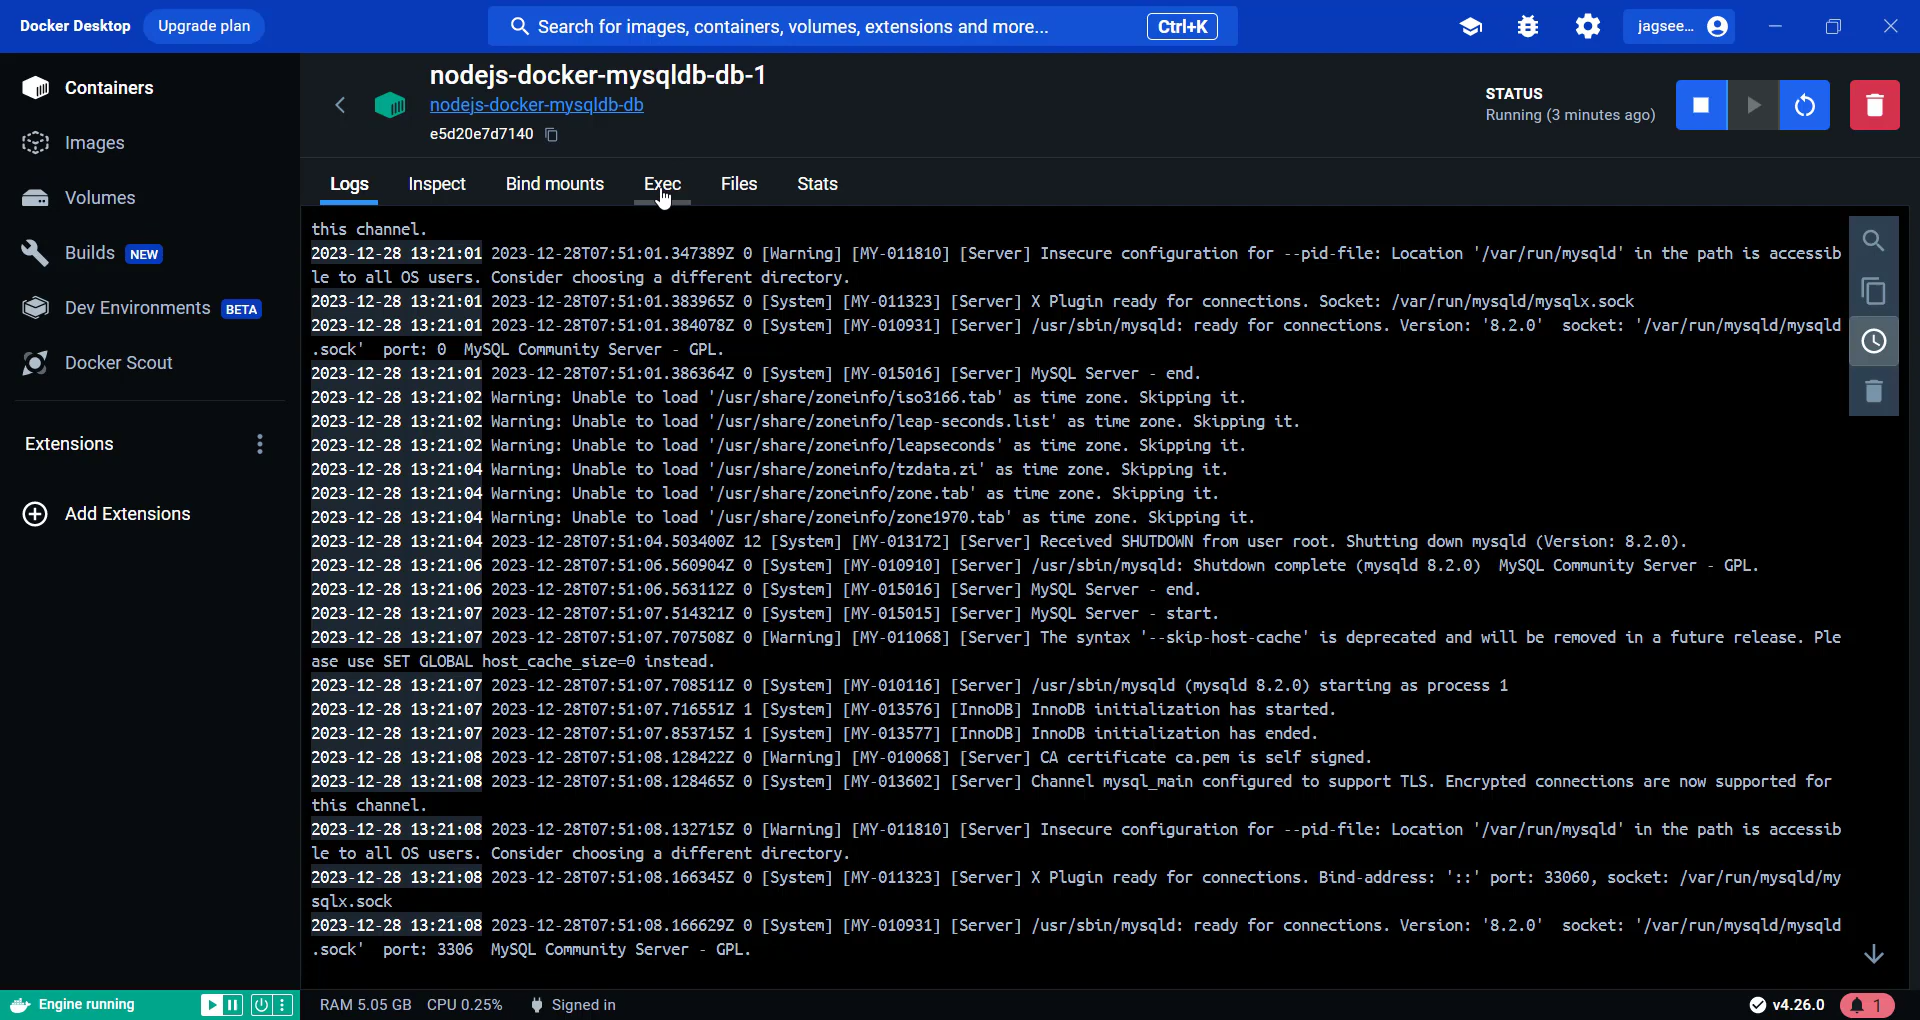 Docker Desktop Upgrade plan Search for images, containers, volumes, extensions and more... Ctrl+K jagsee...
Containers
Images
Volumes
Builds NEW
Dev Environments BETA
Docker Scout
Extensions
Add Extensions
nodejs-docker-mysqldb-db-1
nodejs-docker-mysqldb-db
e5d20e7d7140
STATUS
Running (3 minutes ago)
Logs Inspect Bind mounts Exec Files Stats
this channel.
2023-12-28 13:21:01 2023-12-28T07:51:01.347389Z 0 [Warning] [MY-011810] [Server] Insecure configuration for --pid-file: Location '/var/run/mysqld' in the path is accessib
le to all OS users. Consider choosing a different directory.
2023-12-28 13:21:01 2023-12-28T07:51:01.383965Z 0 [System] [MY-011323] [Server] X Plugin ready for connections. Socket: /var/run/mysqld/mysqlx.sock
2023-12-28 13:21:01 2023-12-28T07:51:01.384078Z 0 [System] [MY-010931] [Server] /usr/sbin/mysqld: ready for connections. Version: '8.2.0'  socket: '/var/run/mysqld/mysqld
.sock'  port: 0  MySQL Community Server - GPL.
2023-12-28 13:21:01 2023-12-28T07:51:01.386364Z 0 [System] [MY-015016] [Server] MySQL Server - end.
2023-12-28 13:21:02 Warning: Unable to load '/usr/share/zoneinfo/iso3166.tab' as time zone. Skipping it.
2023-12-28 13:21:02 Warning: Unable to load '/usr/share/zoneinfo/leap-seconds.list' as time zone. Skipping it.
2023-12-28 13:21:02 Warning: Unable to load '/usr/share/zoneinfo/leapseconds' as time zone. Skipping it.
2023-12-28 13:21:04 Warning: Unable to load '/usr/share/zoneinfo/tzdata.zi' as time zone. Skipping it.
2023-12-28 13:21:04 Warning: Unable to load '/usr/share/zoneinfo/zone.tab' as time zone. Skipping it.
2023-12-28 13:21:04 Warning: Unable to load '/usr/share/zoneinfo/zone1970.tab' as time zone. Skipping it.
2023-12-28 13:21:04 2023-12-28T07:51:04.503400Z 12 [System] [MY-013172] [Server] Received SHUTDOWN from user root. Shutting down mysqld (Version: 8.2.0).
2023-12-28 13:21:06 2023-12-28T07:51:06.560904Z 0 [System] [MY-010910] [Server] /usr/sbin/mysqld: Shutdown complete (mysqld 8.2.0)  MySQL Community Server - GPL.
2023-12-28 13:21:06 2023-12-28T07:51:06.563112Z 0 [System] [MY-015016] [Server] MySQL Server - end.
2023-12-28 13:21:07 2023-12-28T07:51:07.514321Z 0 [System] [MY-015015] [Server] MySQL Server - start.
2023-12-28 13:21:07 2023-12-28T07:51:07.707508Z 0 [Warning] [MY-011068] [Server] The syntax '--skip-host-cache' is deprecated and will be removed in a future release. Ple
ase use SET GLOBAL host_cache_size=0 instead.
2023-12-28 13:21:07 2023-12-28T07:51:07.708511Z 0 [System] [MY-010116] [Server] /usr/sbin/mysqld (mysqld 8.2.0) starting as process 1
2023-12-28 13:21:07 2023-12-28T07:51:07.716551Z 1 [System] [MY-013576] [InnoDB] InnoDB initialization has started.
2023-12-28 13:21:07 2023-12-28T07:51:07.853715Z 1 [System] [MY-013577] [InnoDB] InnoDB initialization has ended.
2023-12-28 13:21:08 2023-12-28T07:51:08.128422Z 0 [Warning] [MY-010068] [Server] CA certificate ca.pem is self signed.
2023-12-28 13:21:08 2023-12-28T07:51:08.128465Z 0 [System] [MY-013602] [Server] Channel mysql_main configured to support TLS. Encrypted connections are now supported for
this channel.
2023-12-28 13:21:08 2023-12-28T07:51:08.132715Z 0 [Warning] [MY-011810] [Server] Insecure configuration for --pid-file: Location '/var/run/mysqld' in the path is accessib
le to all OS users. Consider choosing a different directory.
2023-12-28 13:21:08 2023-12-28T07:51:08.166345Z 0 [System] [MY-011323] [Server] X Plugin ready for connections. Bind-address: '::' port: 33060, socket: /var/run/mysqld/my
sqlx.sock
2023-12-28 13:21:08 2023-12-28T07:51:08.166629Z 0 [System] [MY-010931] [Server] /usr/sbin/mysqld: ready for connections. Version: '8.2.0'  socket: '/var/run/mysqld/mysqld
.sock'  port: 3306  MySQL Community Server - GPL.
Engine running RAM 5.05 GB CPU 0.25% Signed in v4.26.0 1